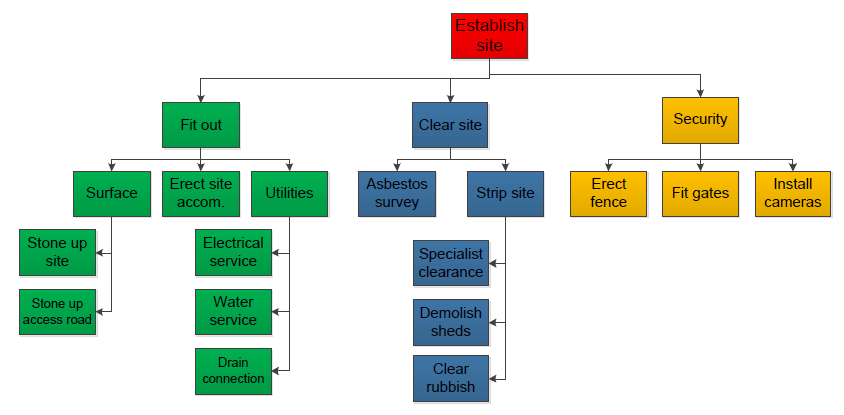 Establish
site
Fit out
Clear site
Security
Surface
Erect site
accom.
Utilities
Asbestos
survey
Strip site
Erect
fence
Fit gates
Install
cameras
Stone up
site
Electrical
service
Specialist
clearance
Stone up
access road
Water
service
Demolish
sheds
Drain
connection
Clear
rubbish